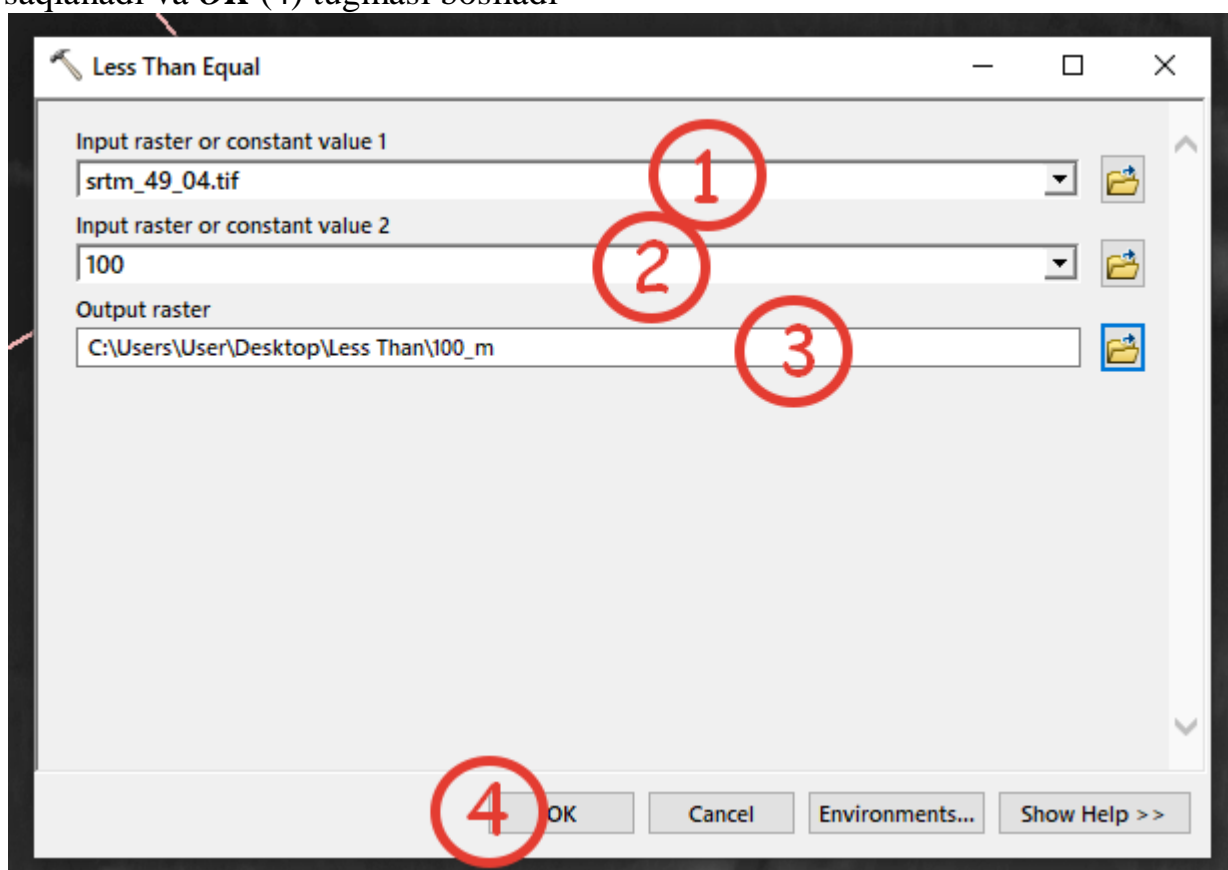 saqlanadi va OK (4) tugmasi bosiladi
Less Than Equal
Input raster or constant value 1
srtm_49_04.tif
1
Input raster or constant value 2
100
2
Output raster
C:\Users\User\Desktop\Less Than\100_m
3
4
OK Cancel Environments... Show Help >>